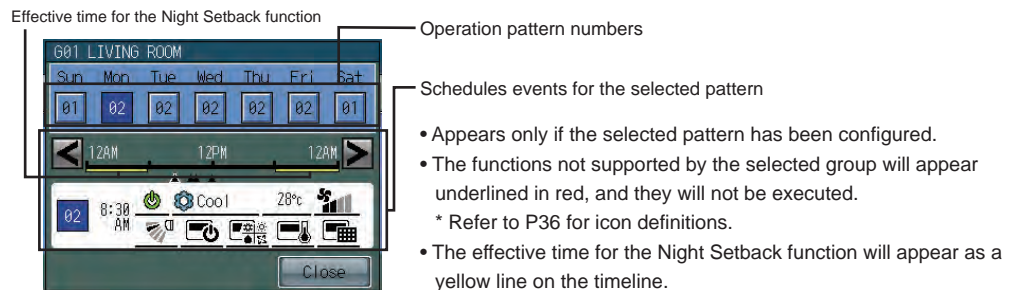 Effective time for the Night Setback function
Operation pattern numbers
G01 LIVING ROOM
Sun Mon Tue Wed Thu Fri Sat
01 02 02 02 02 02 01
Schedules events for the selected pattern
12AM 12PM 12AM
02 8:30 AM Cool 28°C
Close
• Appears only if the selected pattern has been configured.
• The functions not supported by the selected group will appear
underlined in red, and they will not be executed.
* Refer to P36 for icon definitions.
• The effective time for the Night Setback function will appear as a
yellow line on the timeline.